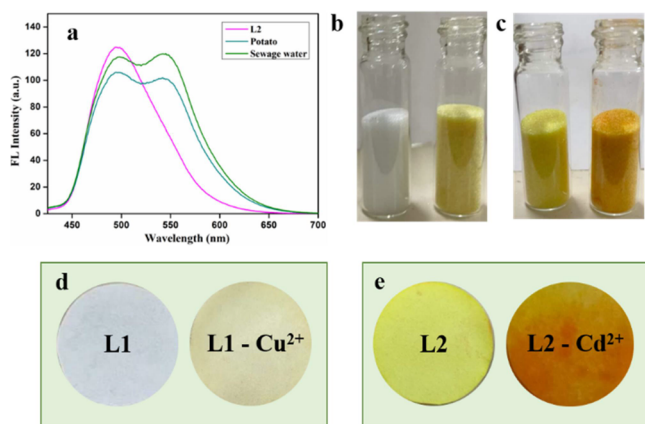 a
L2
Potato
Sewage water
FL Intensity (a.u.)
140
120
100
80
60
40
20
0
450
500
550
600
650
700
Wavelength (nm)
b
c
d
L1
L1 - Cu²⁺
e
L2
L2 - Cd²⁺